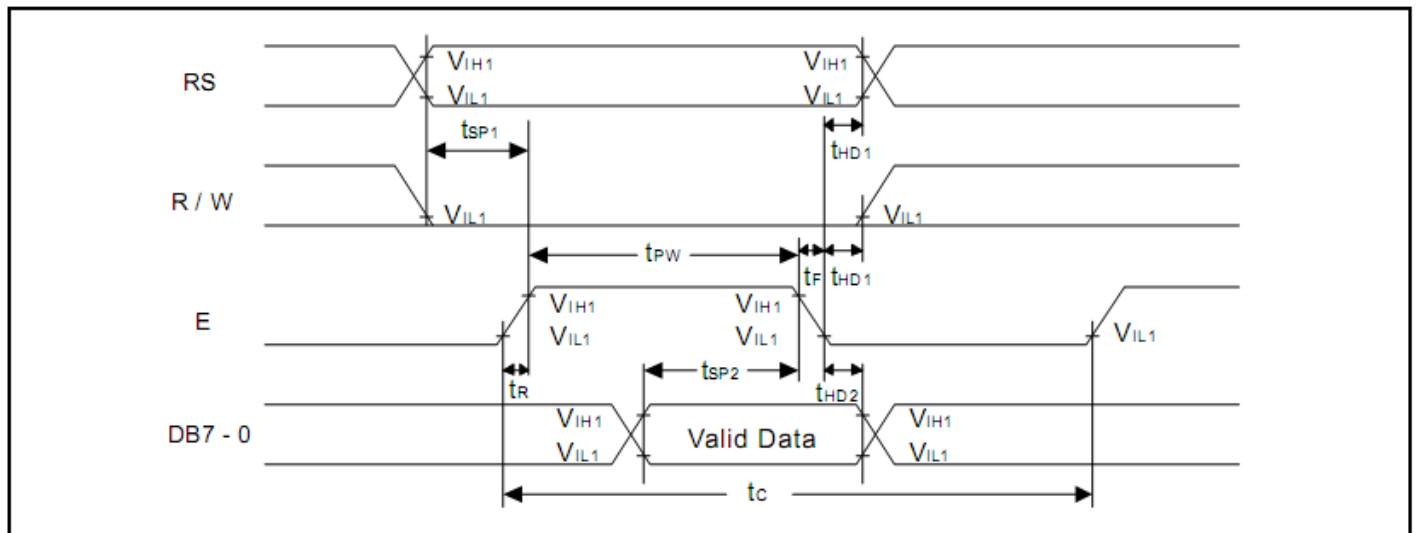 VIH1 VIH1
RS
VIL1 VIL1
tSP1
tHD1
R / W
VIL1 VIL1
tPW
tF tHD1
VIH1 VIH1
E
VIL1 VIL1 VIL1
tSP2
tR tHD2
VIH1 VIH1
DB7 - 0 Valid Data
VIL1 VIL1
tC